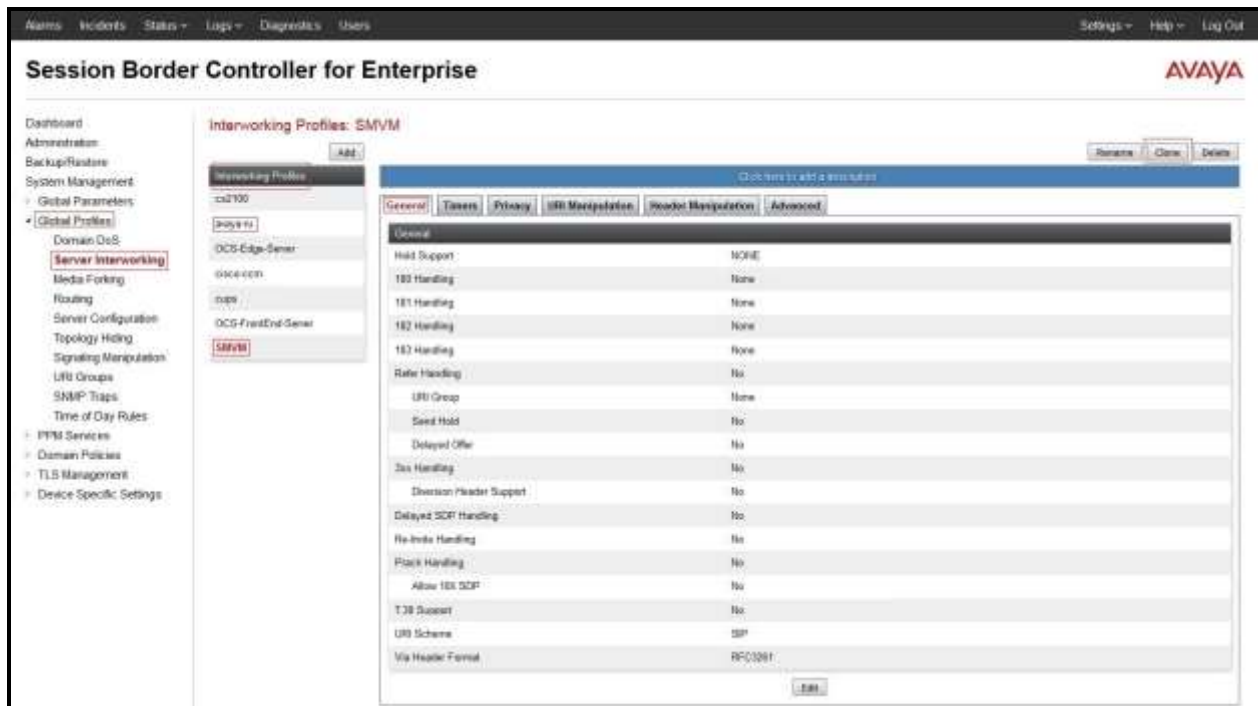 Alarms Incidents Status Logs Diagnostics Users Settings Help Log Out
Session Border Controller for Enterprise AVAYA
Dashboard
Administration
Backup/Restore
System Management
Global Parameters
Global Profiles
Domain DoS
Server Interworking
Media Forking
Routing
Server Configuration
Topology Hiding
Signaling Manipulation
URI Groups
SNMP Traps
Time of Day Rules
PPM Services
Domain Policies
TLS Management
Device Specific Settings
Interworking Profiles: SMVM
Add
Rename Clone Delete
Interworking Profiles
cs2100
avaya-ru
OCS-Edge-Server
cisco-ccm
cups
OCS-FrontEnd-Server
SMVM
Click here to add a description
General Timers Privacy URI Manipulation Header Manipulation Advanced
General
Hold Support NONE
180 Handling None
181 Handling None
182 Handling None
183 Handling None
Refer Handling No
URI Group None
Send Hold No
Delayed Offer No
3xx Handling No
Diversion Header Support No
Delayed SDP Handling No
Re-Invite Handling No
Prack Handling No
Allow 18X SDP No
T.38 Support No
URI Scheme SIP
Via Header Format RFC3261
Edit